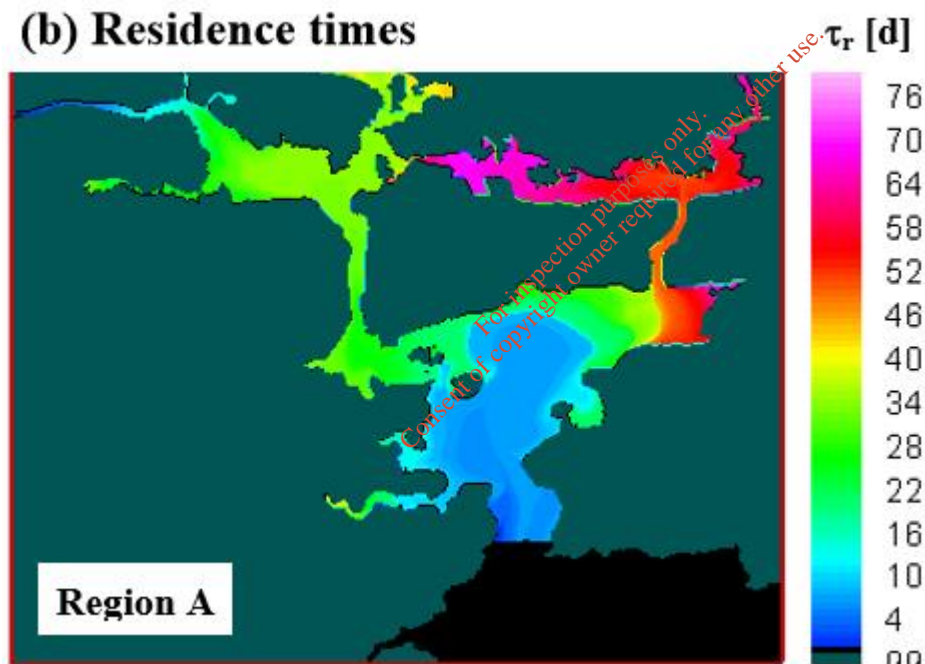 (b) Residence times
τr [d]
76
70
64
58
52
46
40
34
28
22
16
10
4
99
For inspection purposes only.
Consent of copyright owner required for any other use.
Region A